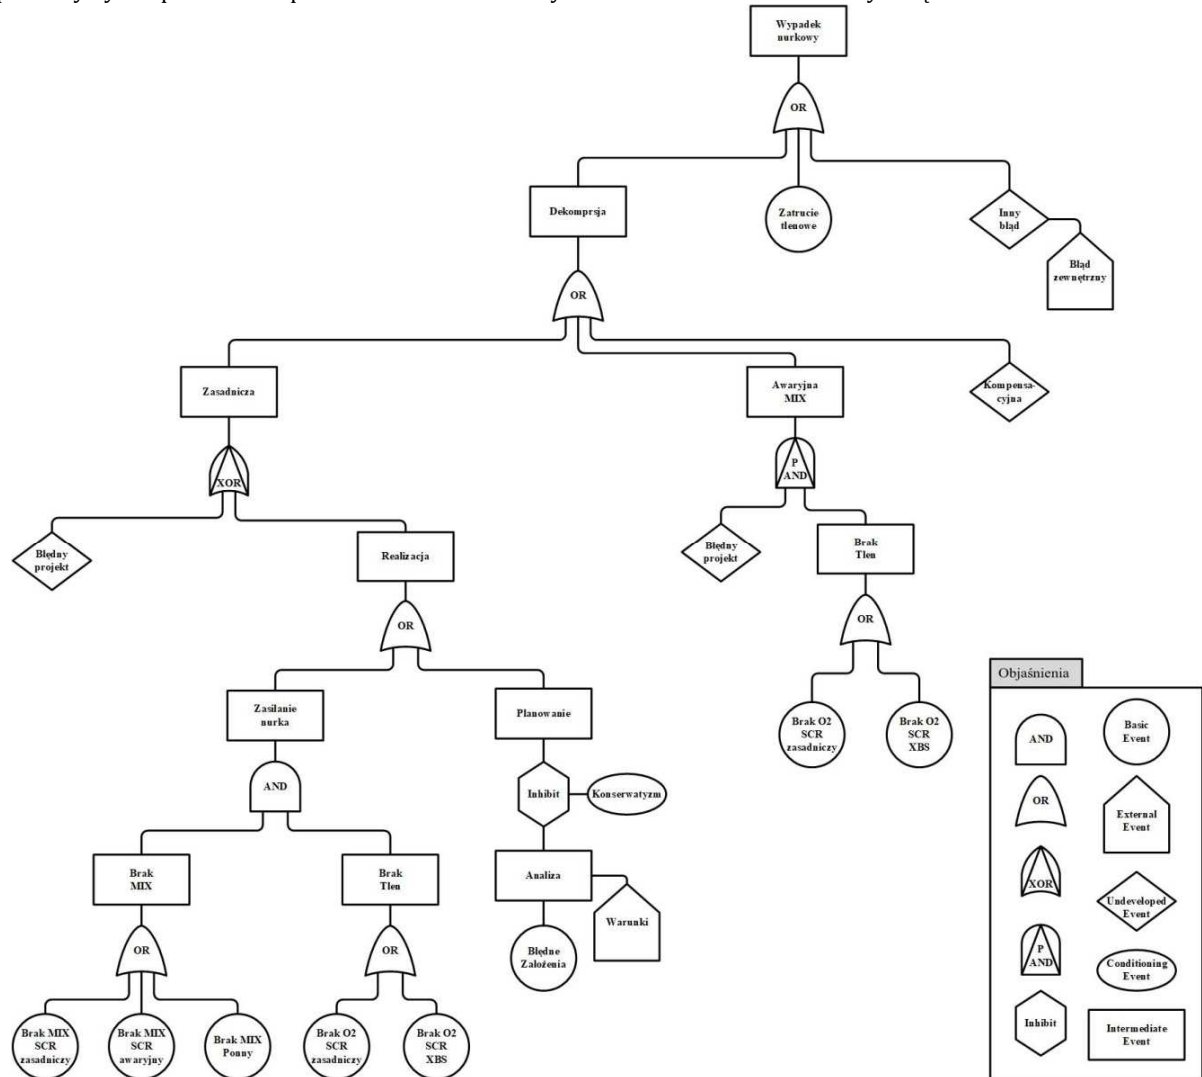 Wypadek
nurkowy
OR
Dekomprsja
Zatrucie
tlenowe
Inny
błąd
Błąd
zewnętrzny
OR
Zasadnicza
Awaryjna
MIX
Kompensa-
cyjna
XOR
P
AND
Błędny
projekt
Realizacja
Błędny
projekt
Brak
Tlen
OR
OR
Zasilanie
nurka
Planowanie
Brak O2
SCR
zasadniczy
Brak O2
SCR
XBS
AND
Inhibit
Konserwatyzm
Brak
MIX
Brak
Tlen
Analiza
Warunki
OR
OR
Błędne
Założenia
Brak MIX
SCR
zasadniczy
Brak MIX
SCR
awaryjny
Brak MIX
Ponny
Brak O2
SCR
zasadniczy
Brak O2
SCR
XBS
Objaśnienia
AND
Basic
Event
OR
External
Event
XOR
Undeveloped
Event
P
AND
Conditioning
Event
Inhibit
Intermediate
Event